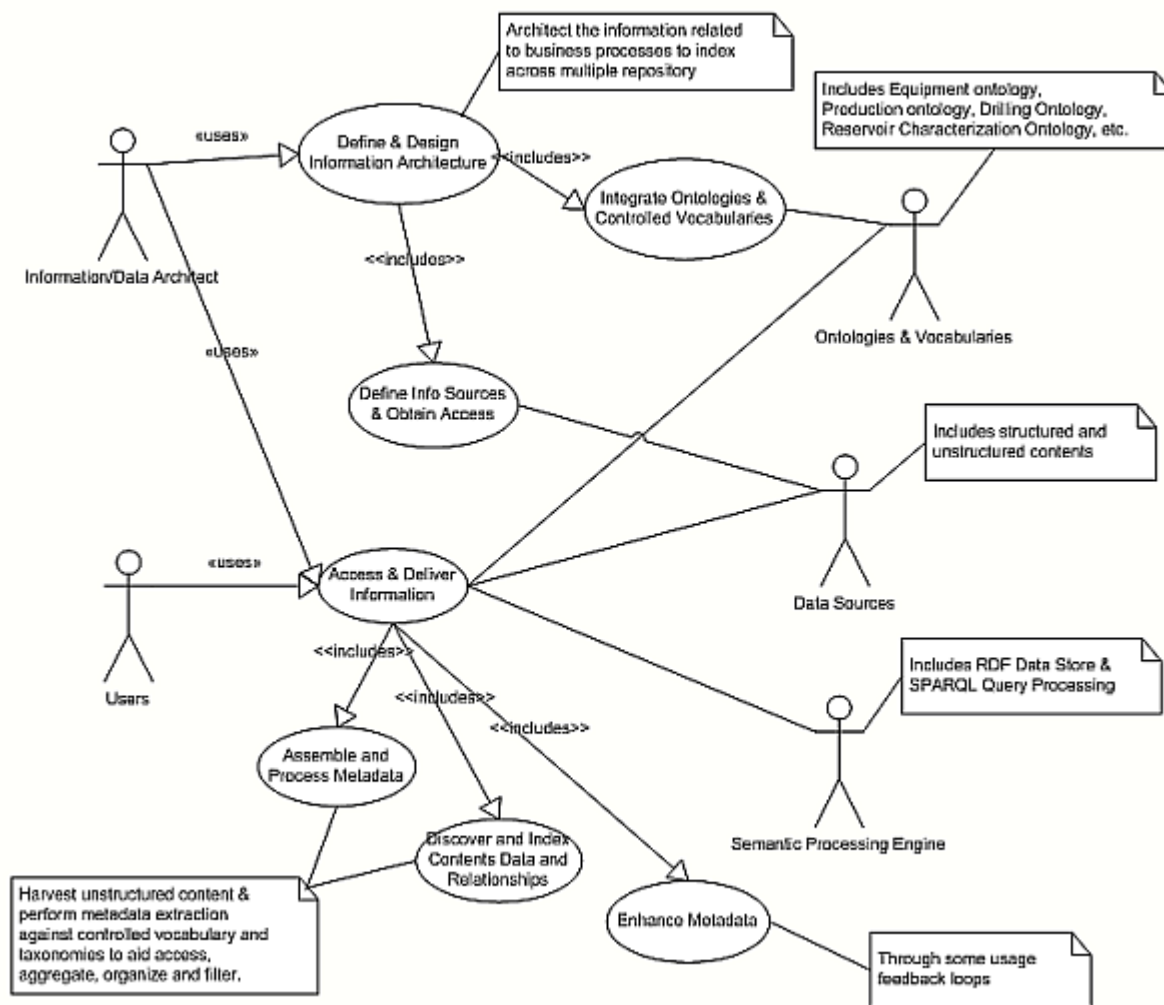 Architect the information related
to business processes to index
across multiple repository
Includes Equipment ontology,
Production ontology, Drilling Ontology,
Reservoir Characterization Ontology, etc.
«uses»
Define & Design
Information Architecture
<<includes>>
Integrate Ontologies &
Controlled Vocabularies
Information/Data Architect
<<includes>>
Ontologies & Vocabularies
«uses»
Define Info Sources
& Obtain Access
Includes structured and
unstructured contents
«uses»
Access & Deliver
Information
Data Sources
Users
<<includes>>
Includes RDF Data Store &
SPARQL Query Processing
<<includes>>
<<includes>>
Assemble and
Process Metadata
Semantic Processing Engine
Discover and Index
Contents Data and
Relationships
Harvest unstructured content &
perform metadata extraction
against controlled vocabulary and
taxonomies to aid access,
aggregate, organize and filter.
Enhance Metadata
Through some usage
feedback loops